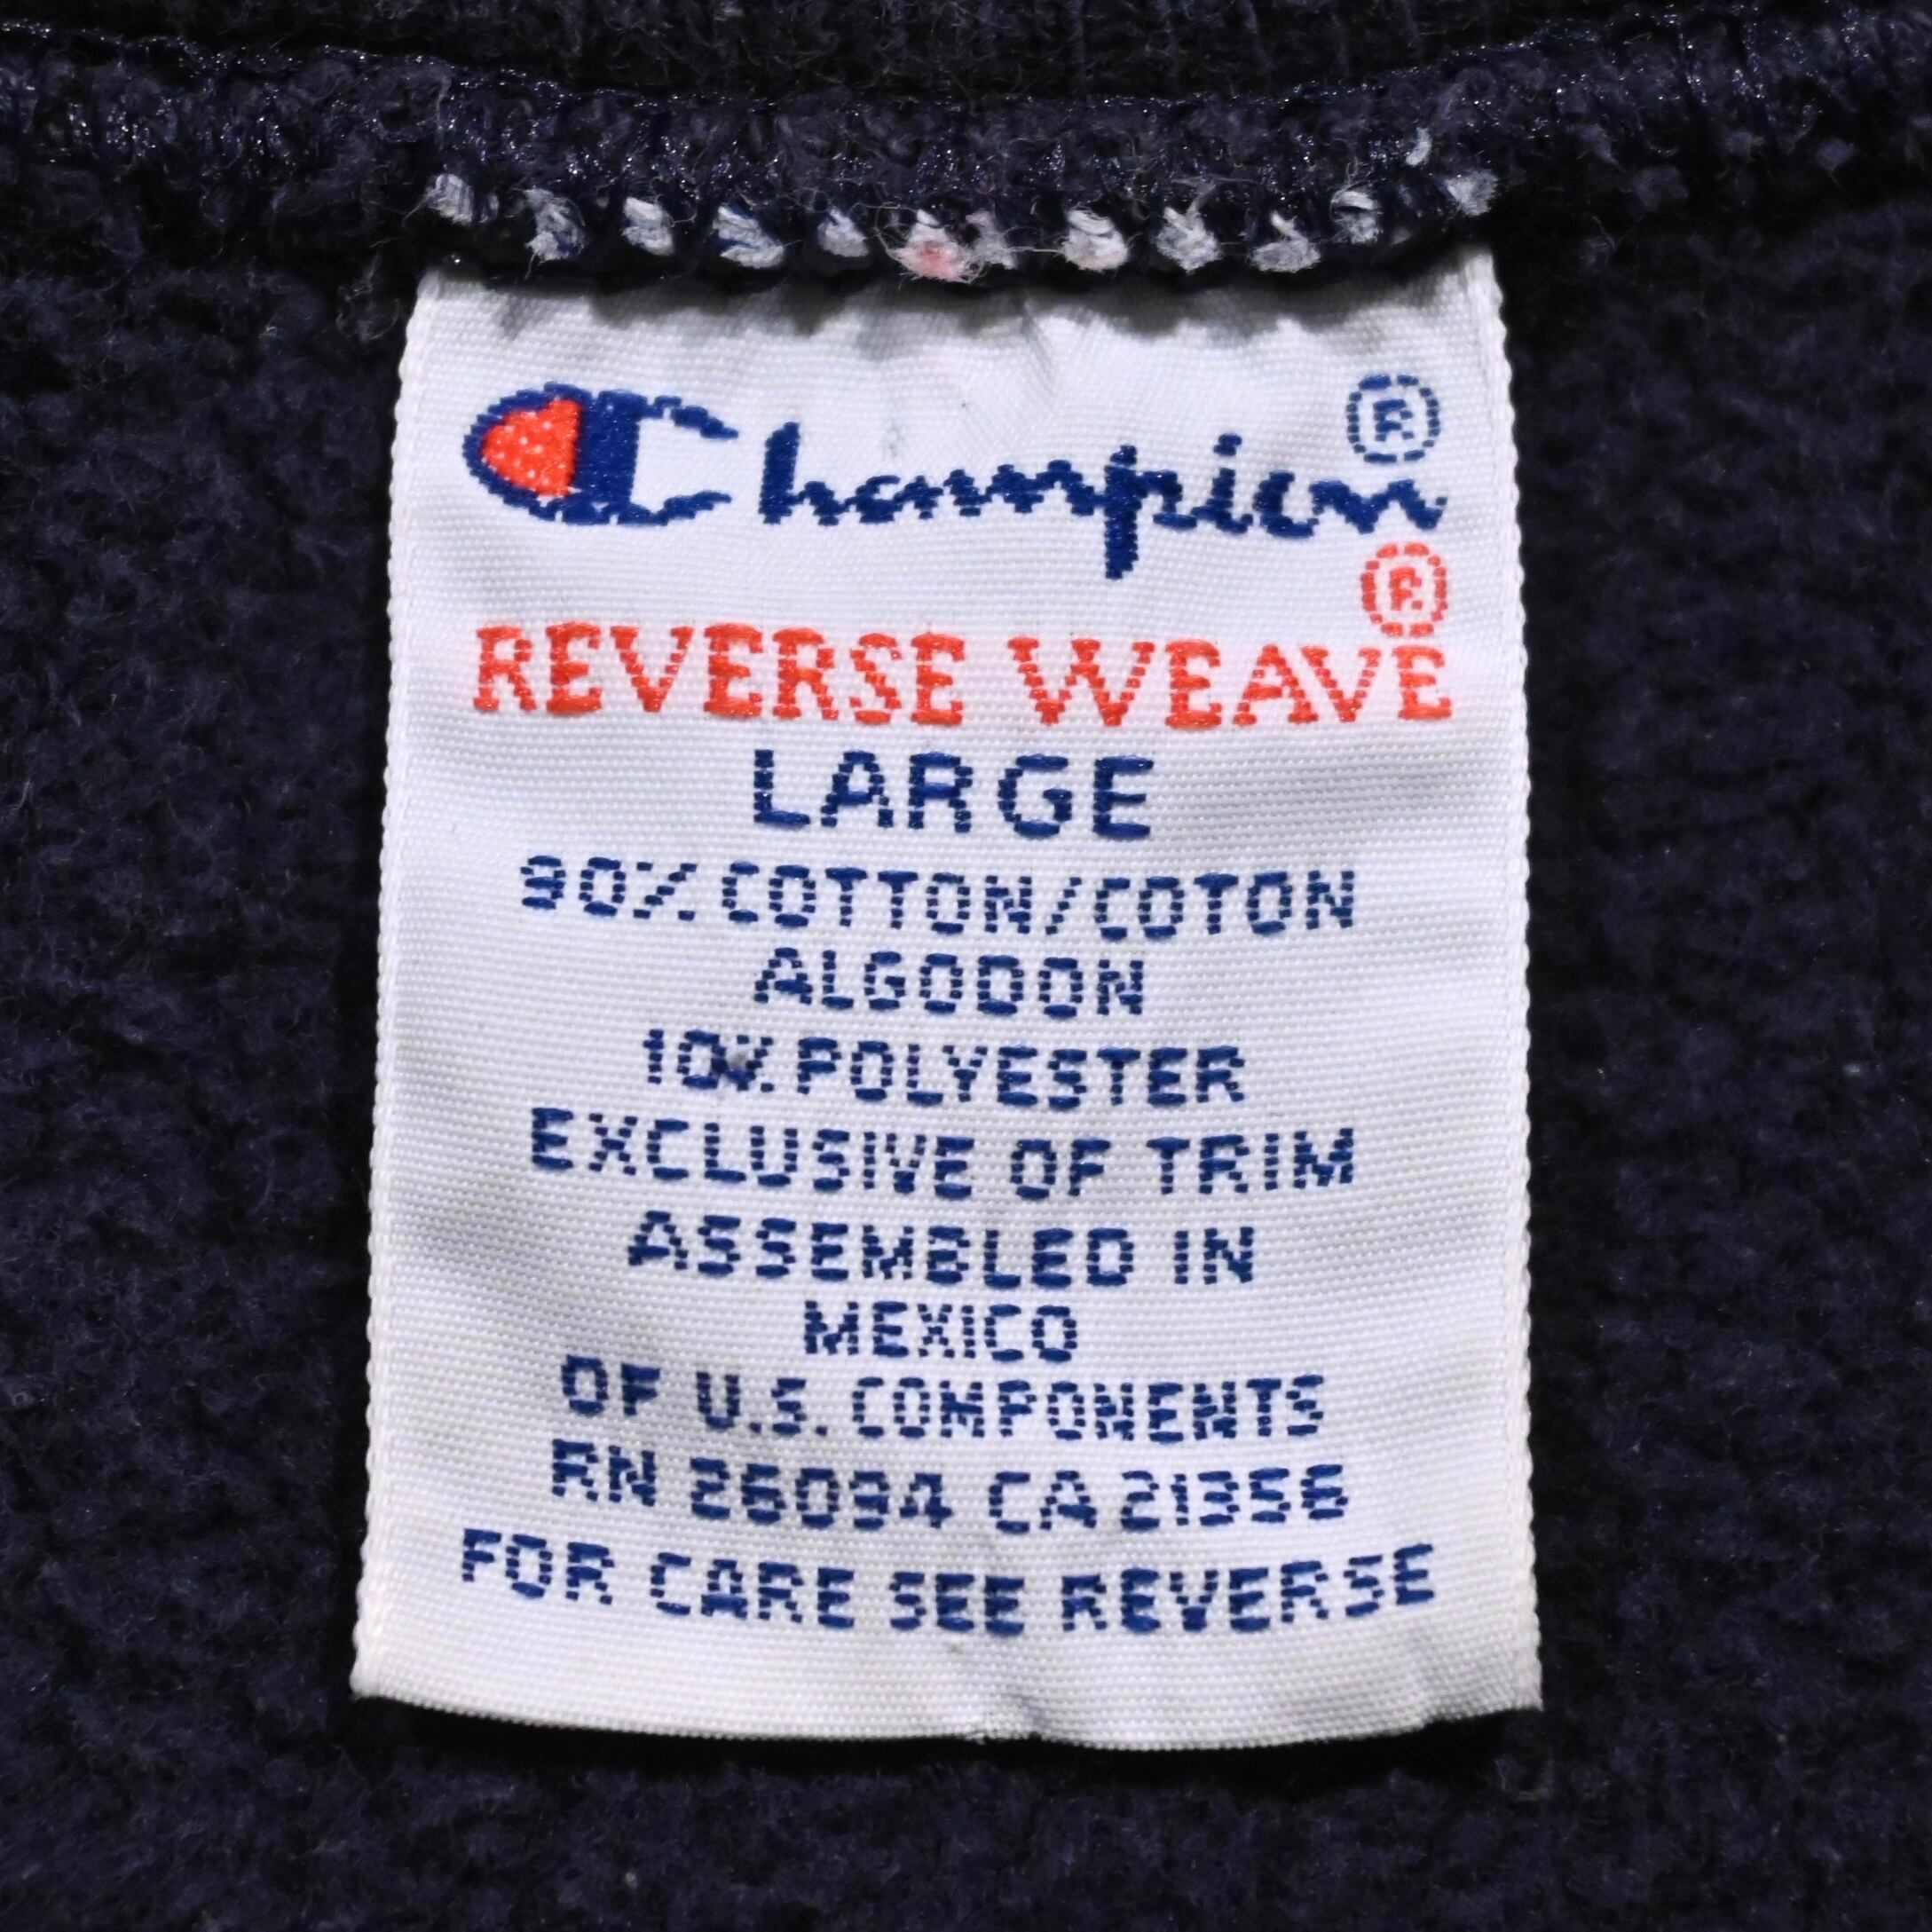 Champion®
®
REVERSE WEAVE
LARGE
90% COTTON/COTON
ALGODON
10% POLYESTER
EXCLUSIVE OF TRIM
ASSEMBLED IN
MEXICO
OF U.S. COMPONENTS
RN 26094 CA 21356
FOR CARE SEE REVERSE